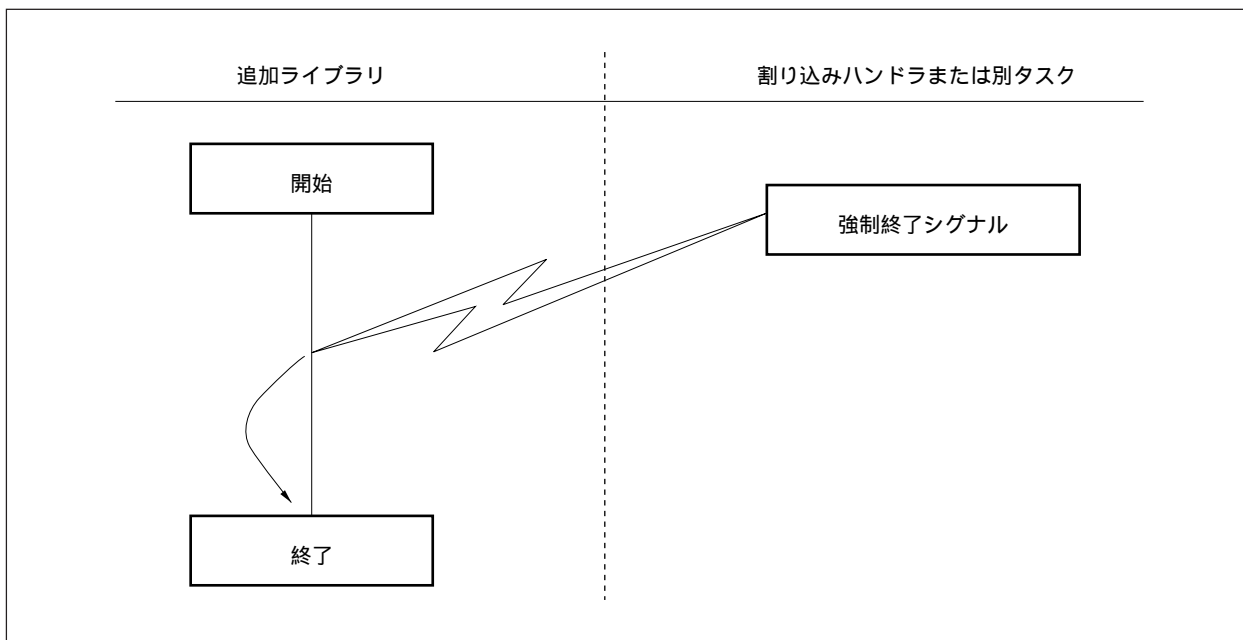 追加ライブラリ
割り込みハンドラまたは別タスク
開始
強制終了シグナル
終了